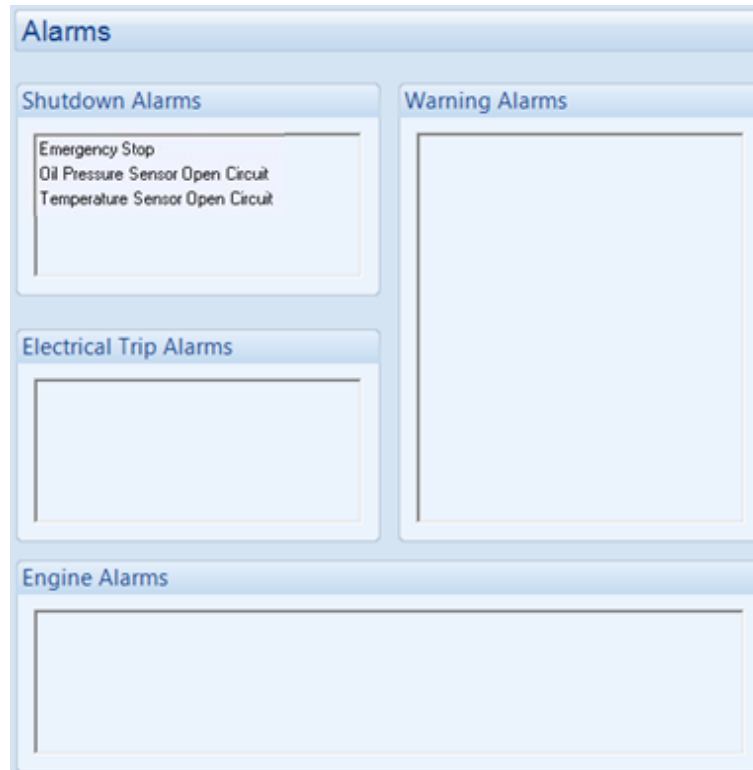 Alarms
Shutdown Alarms
Emergency Stop
Oil Pressure Sensor Open Circuit
Temperature Sensor Open Circuit
Warning Alarms
Electrical Trip Alarms
Engine Alarms